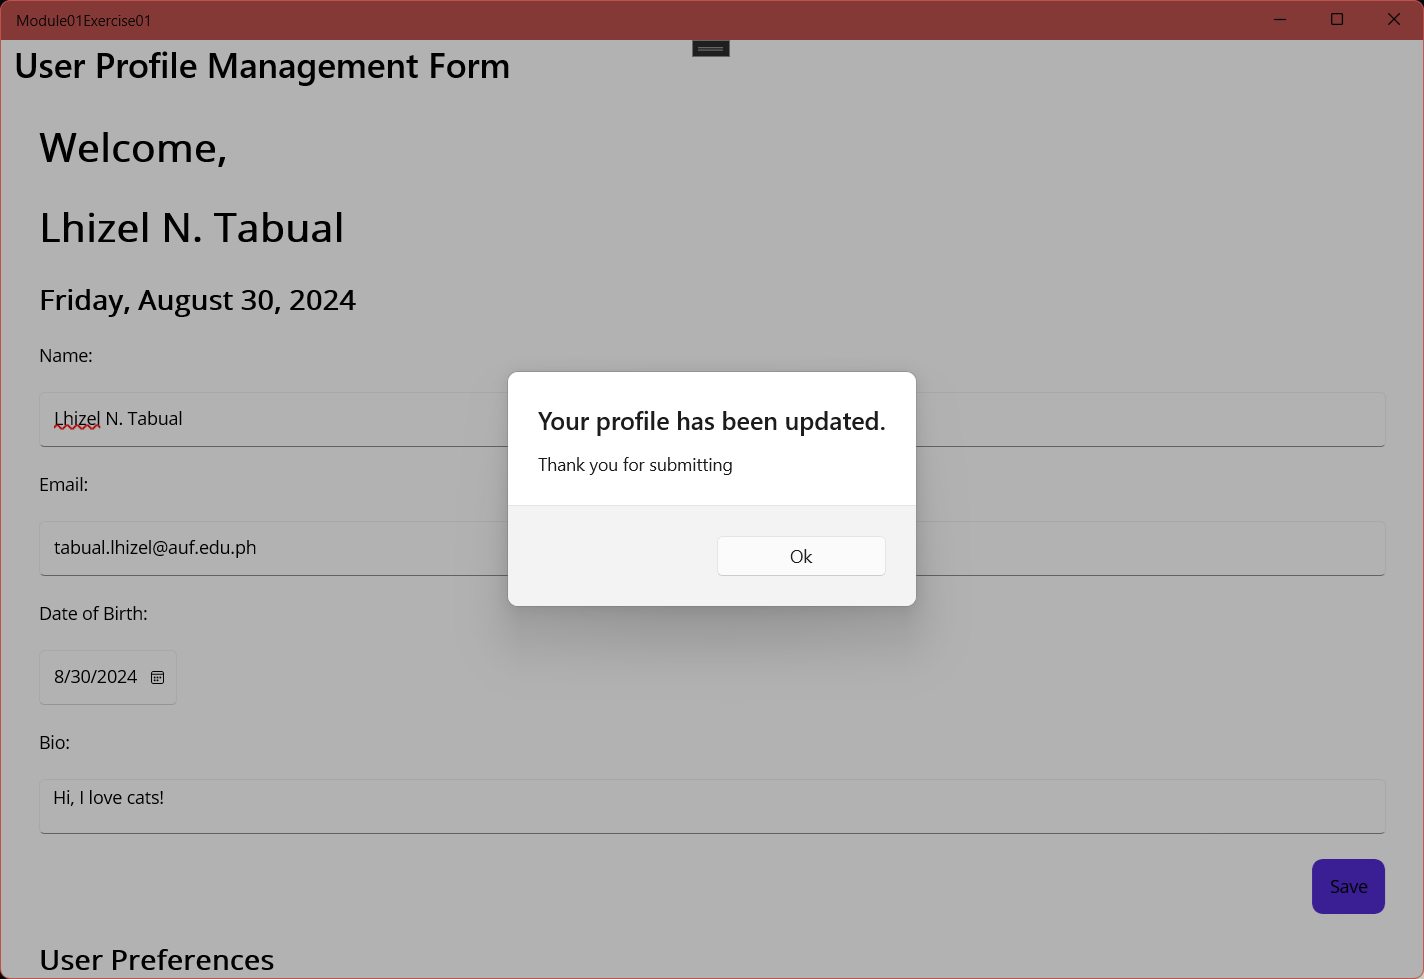 Module01Exercise01
User Profile Management Form
Welcome,
Lhizel N. Tabual
Friday, August 30, 2024
Name:
Lhizel N. Tabual
Email:
tabual.lhizel@auf.edu.ph
Date of Birth:
8/30/2024
Bio:
Hi, I love cats!
Save
User Preferences
Your profile has been updated.
Thank you for submitting
Ok